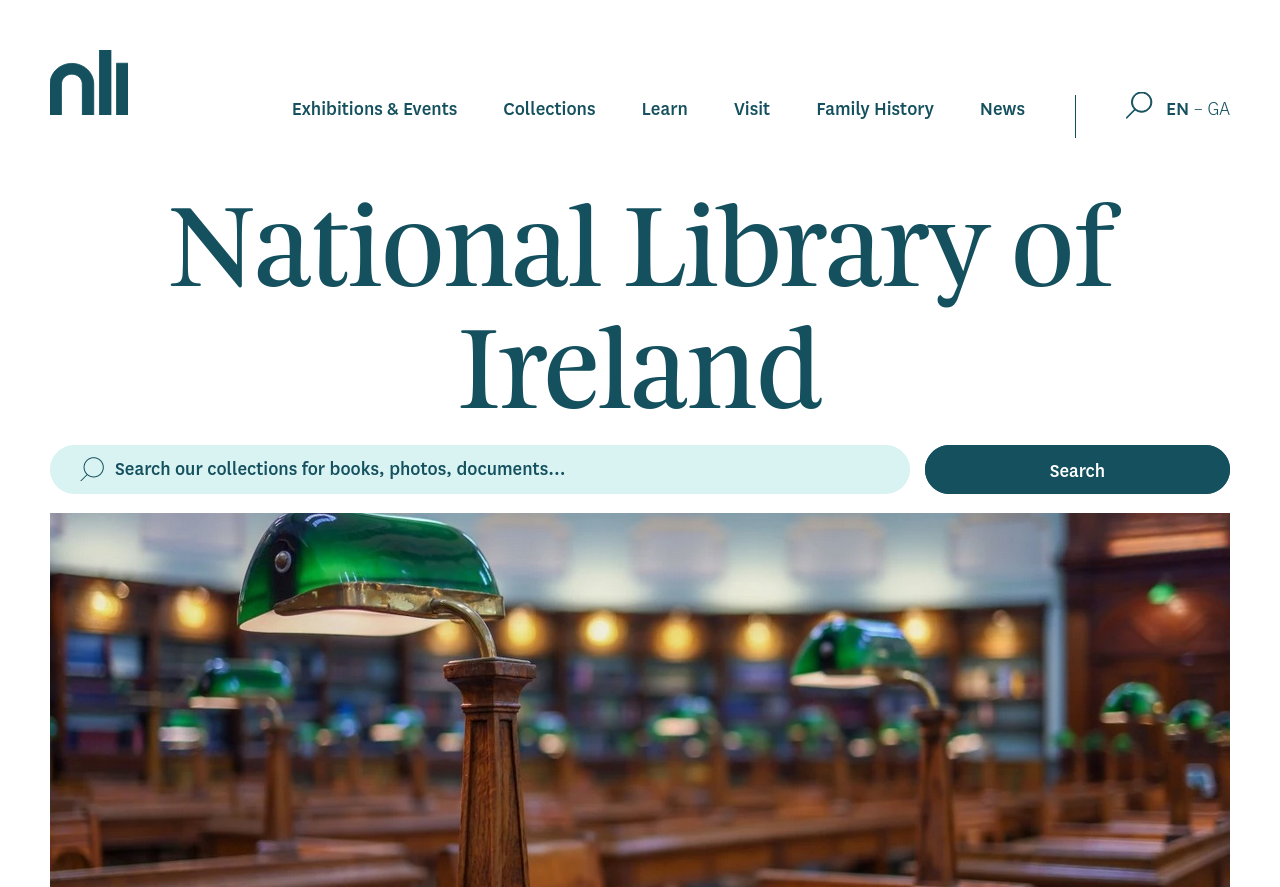 nli
Exhibitions & Events
Collections
Learn
Visit
Family History
News
EN – GA
National Library of
Ireland
Search our collections for books, photos, documents...
Search